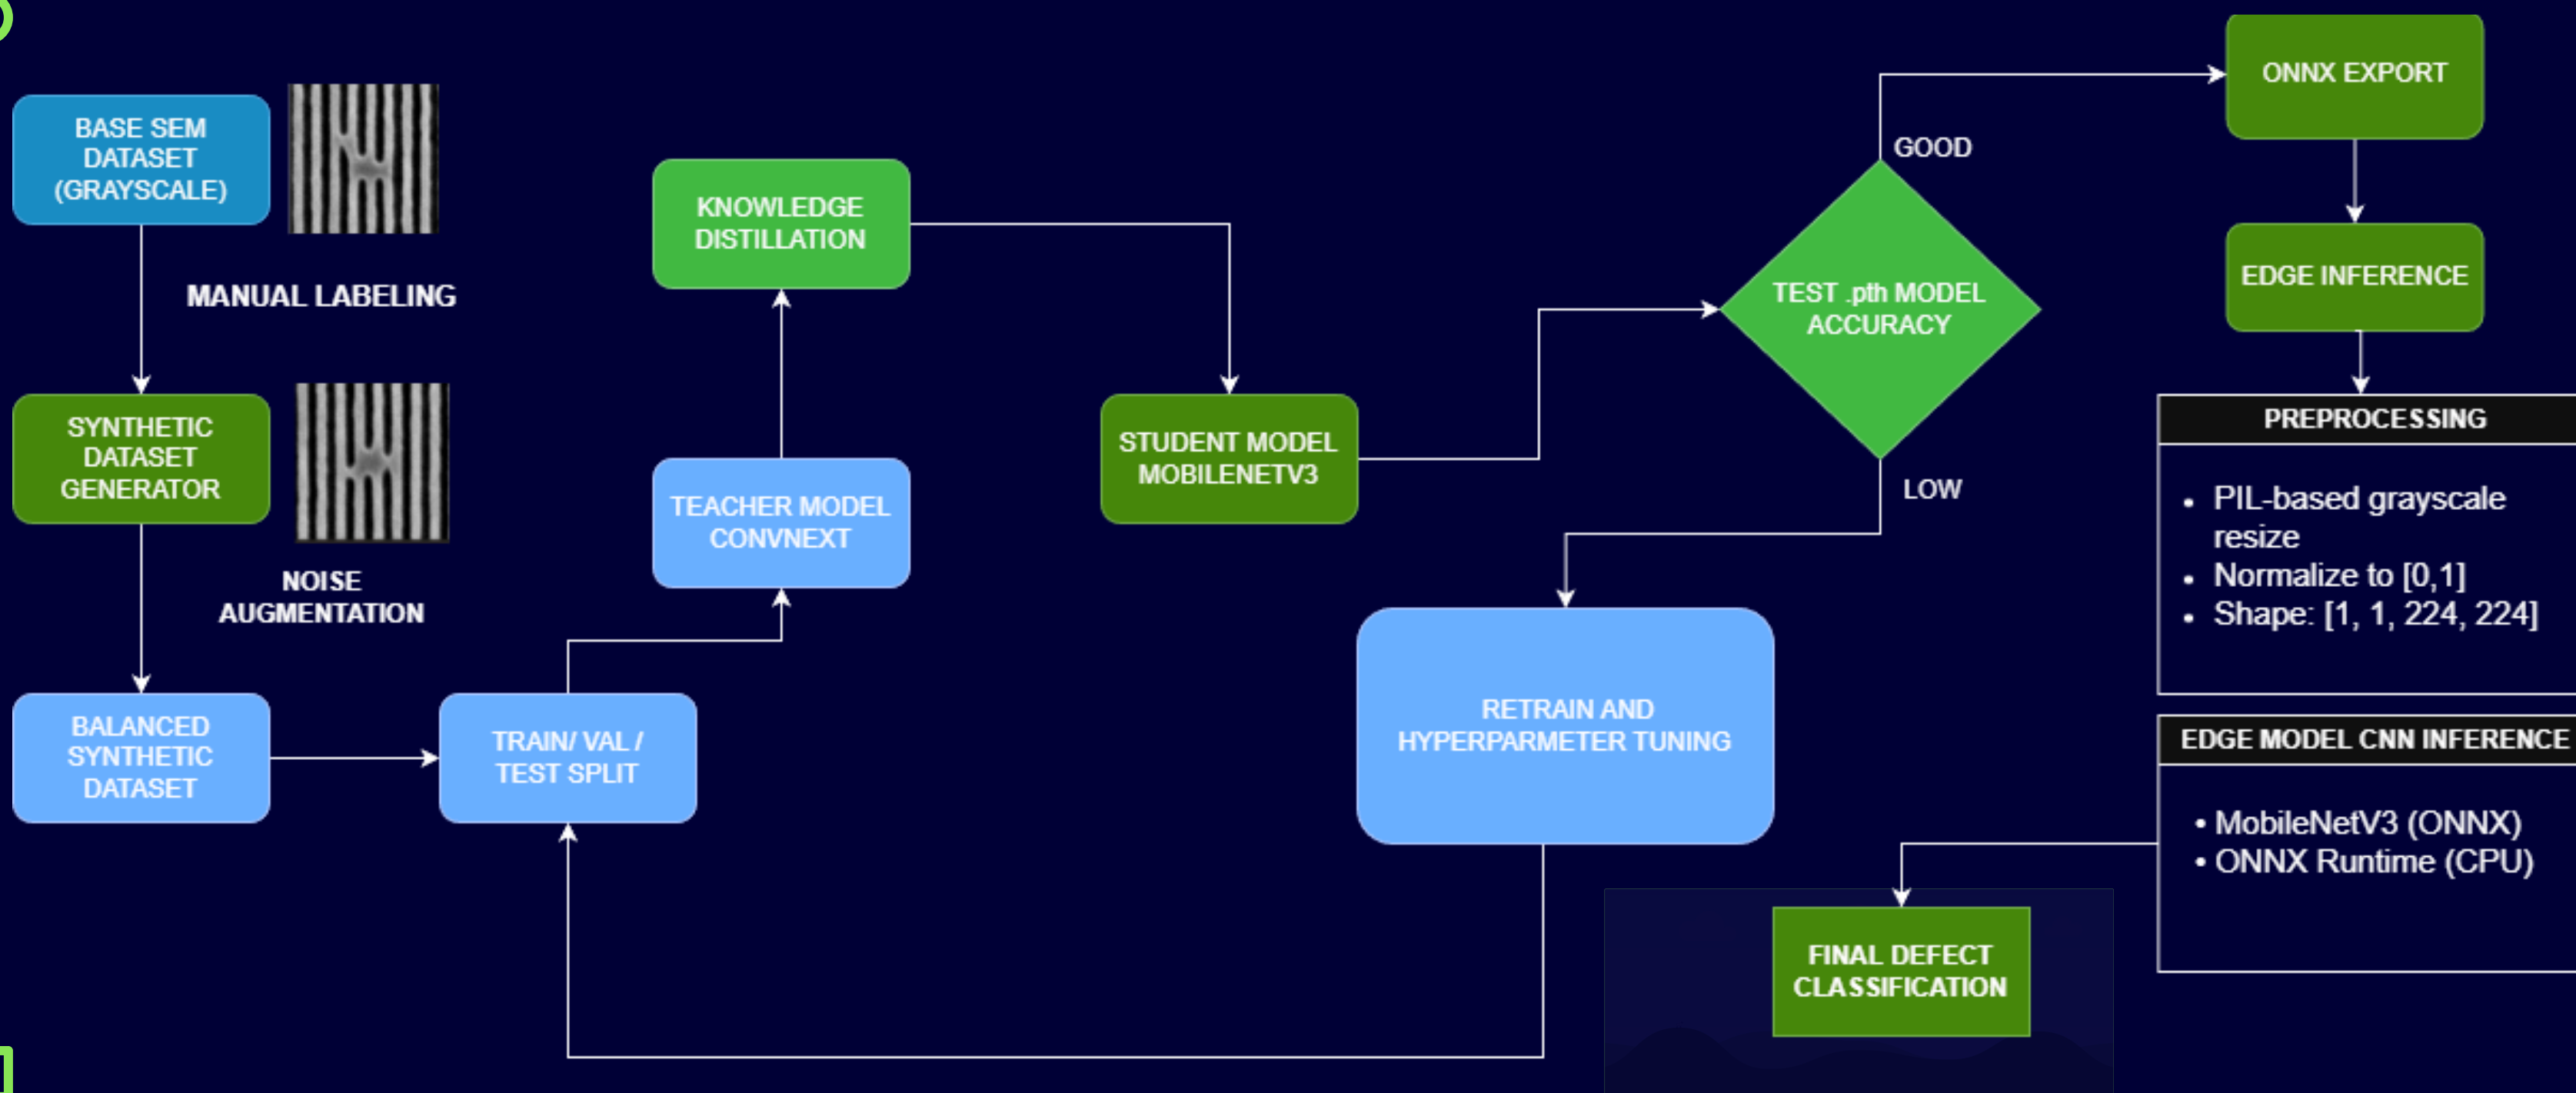 BASE SEM
DATASET
(GRAYSCALE)
MANUAL LABELING
SYNTHETIC
DATASET
GENERATOR
NOISE
AUGMENTATION
BALANCED
SYNTHETIC
DATASET
TRAIN/ VAL /
TEST SPLIT
TEACHER MODEL
CONVNEXT
KNOWLEDGE
DISTILLATION
STUDENT MODEL
MOBILENETV3
TEST .pth MODEL
ACCURACY
GOOD
LOW
RETRAIN AND
HYPERPARMETER TUNING
ONNX EXPORT
EDGE INFERENCE
PREPROCESSING
• PIL-based grayscale
resize
• Normalize to [0,1]
• Shape: [1, 1, 224, 224]
EDGE MODEL CNN INFERENCE
• MobileNetV3 (ONNX)
• ONNX Runtime (CPU)
FINAL DEFECT
CLASSIFICATION